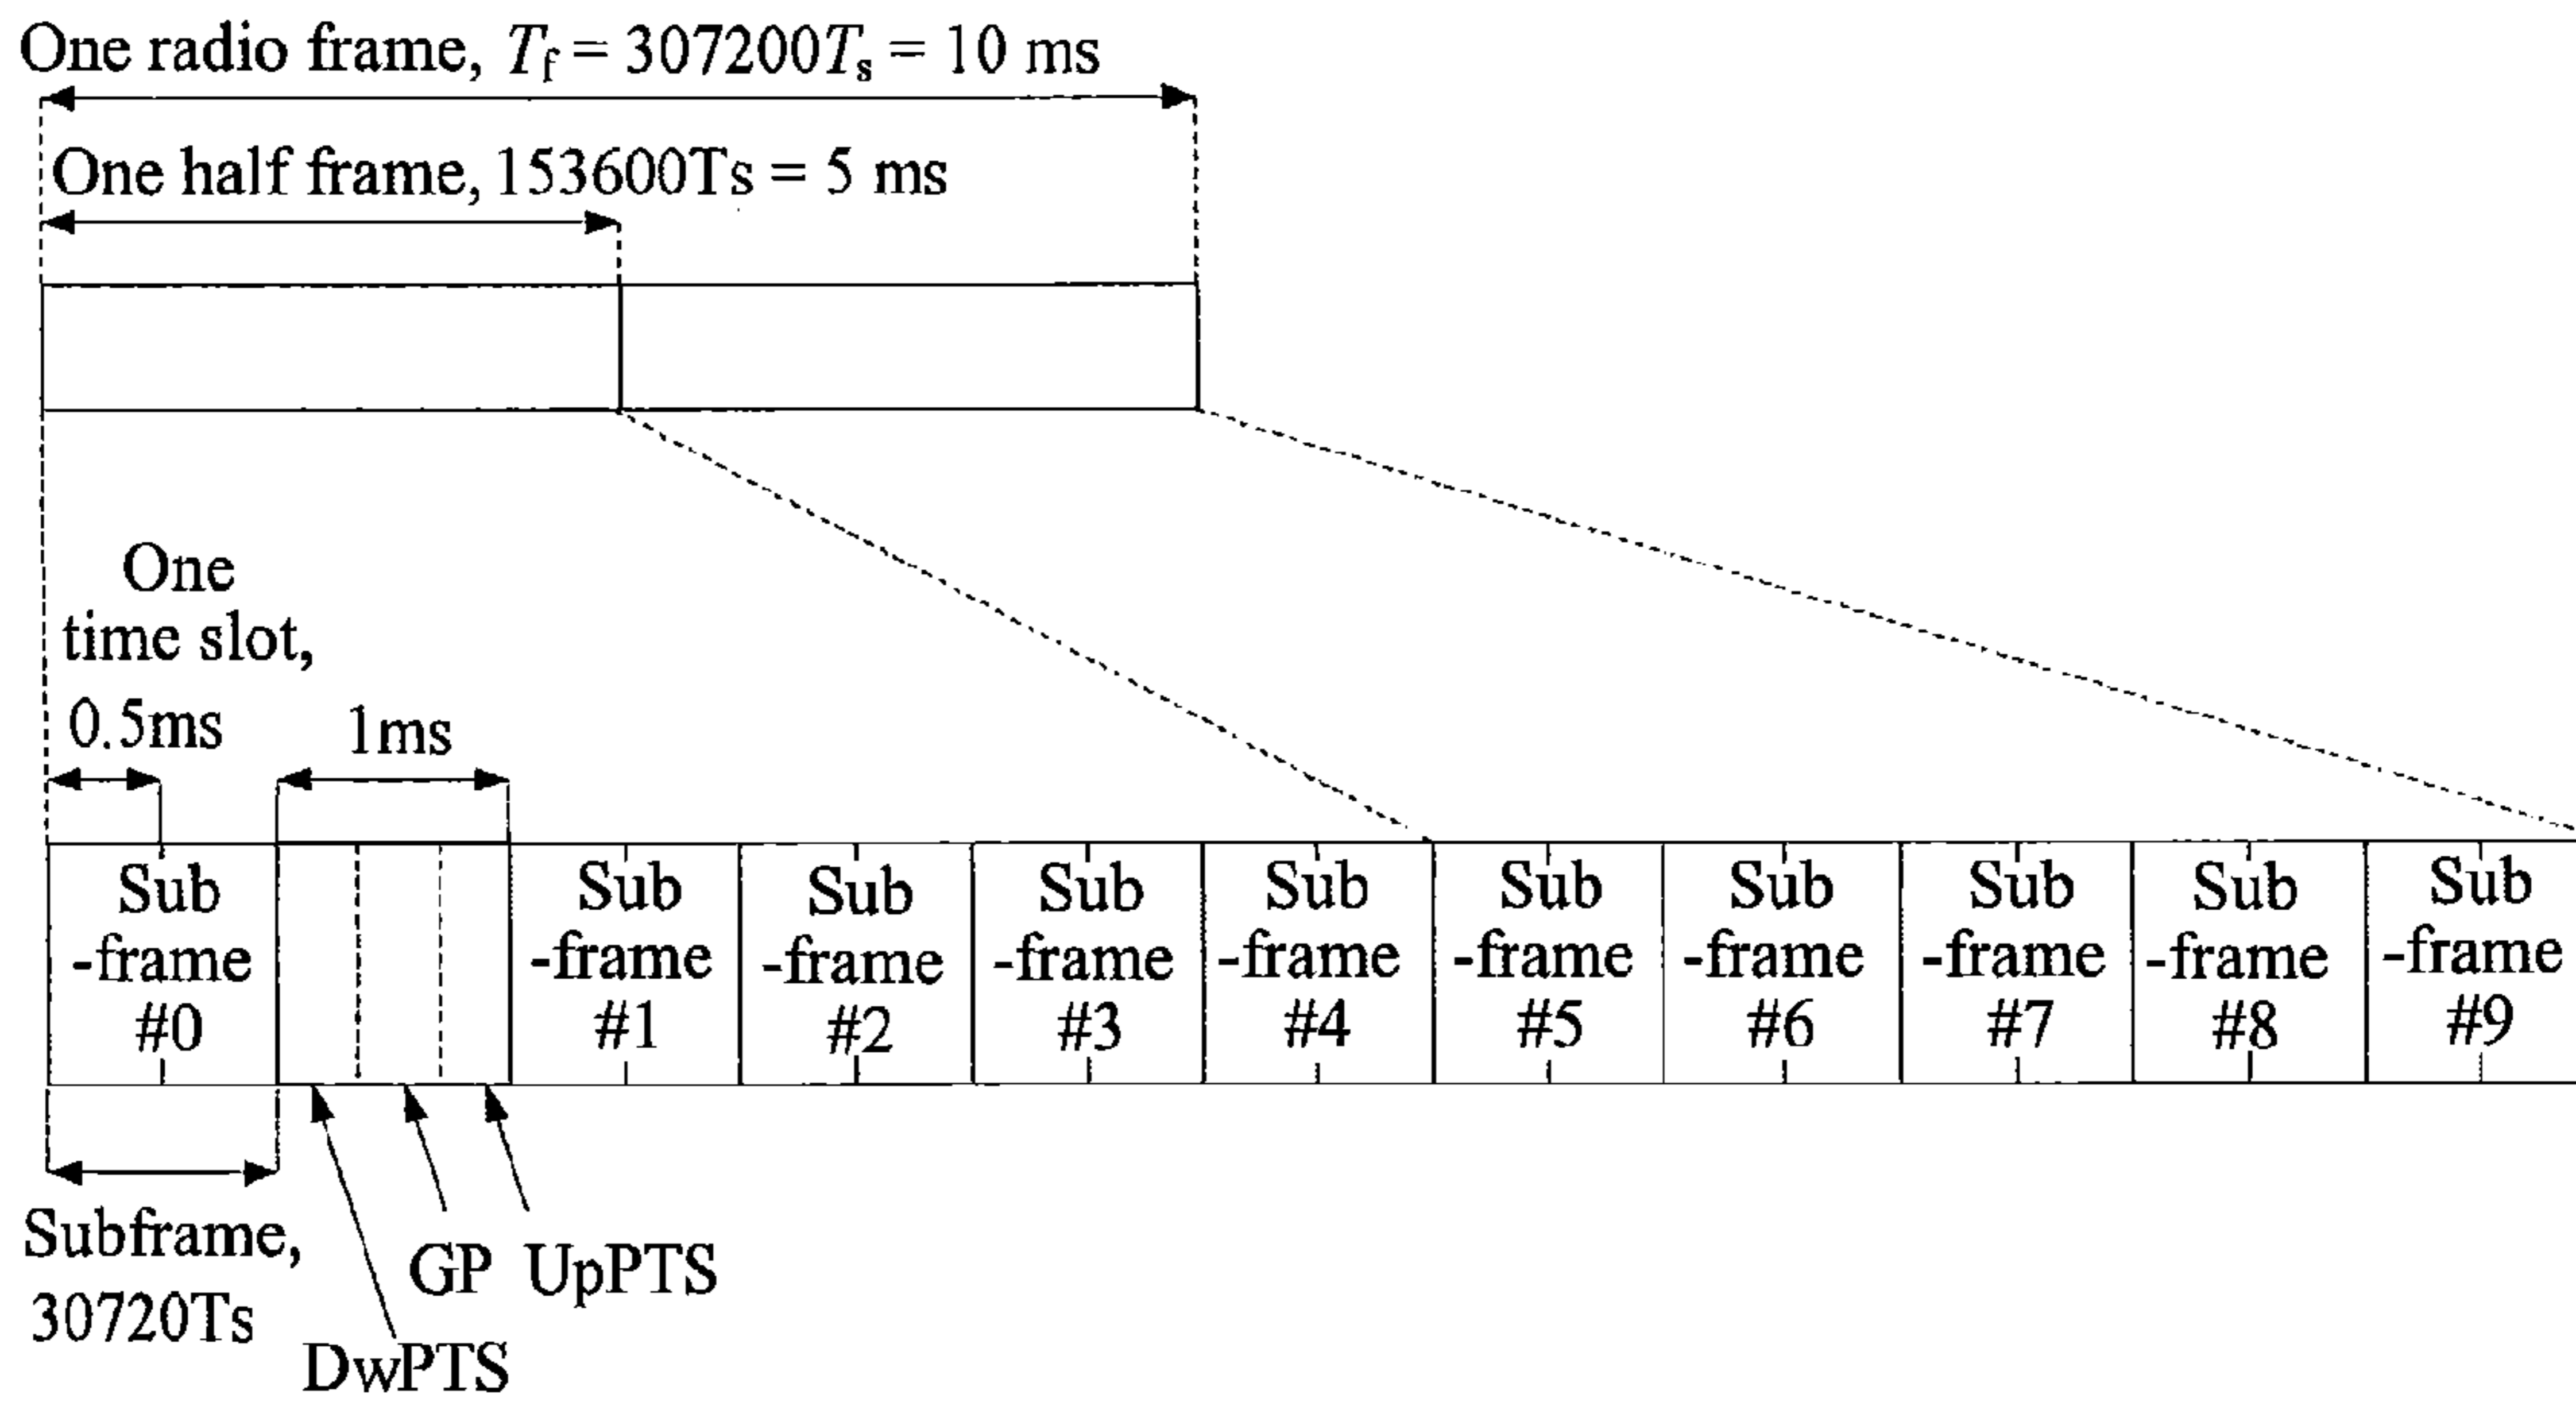 One radio frame, Tf = 307200Ts = 10 ms
One half frame, 153600Ts = 5 ms
One
time slot,
0.5ms
1ms
Sub
-frame
#0
Sub
-frame
#1
Sub
-frame
#2
Sub
-frame
#3
Sub
-frame
#4
Sub
-frame
#5
Sub
-frame
#6
Sub
-frame
#7
Sub
-frame
#8
Sub
-frame
#9
Subframe,
30720Ts
GP
UpPTS
DwPTS